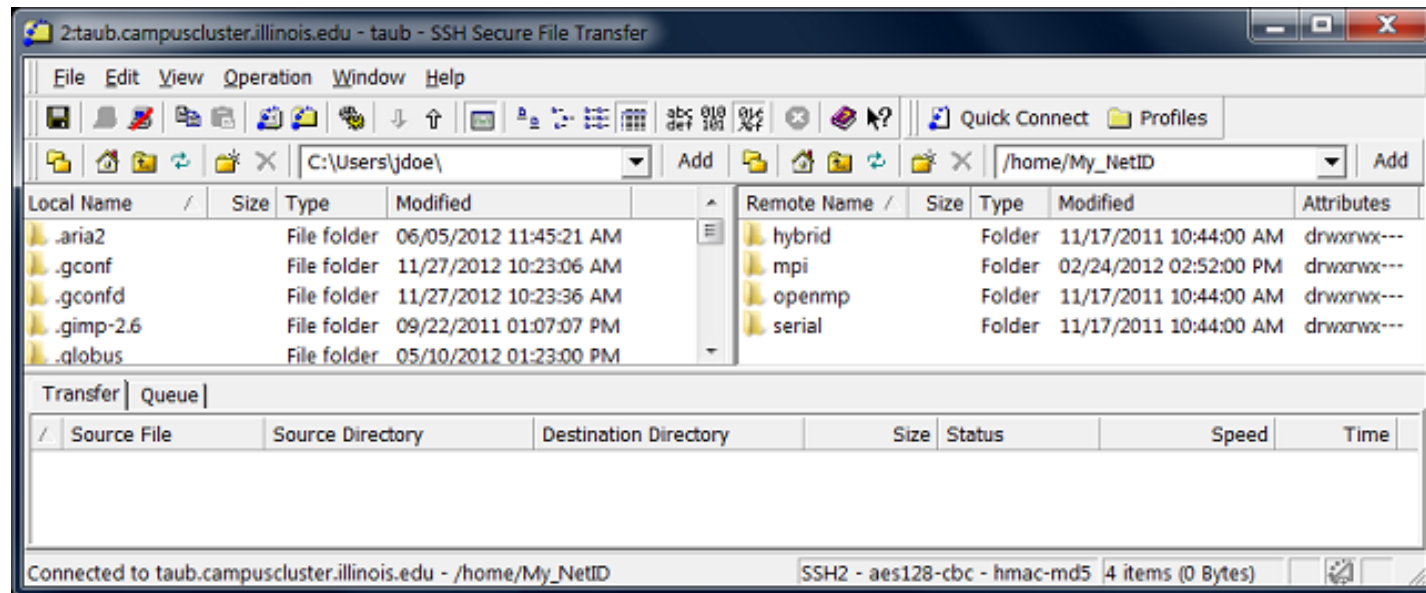 2:taub.campuscluster.illinois.edu - taub - SSH Secure File Transfer
File Edit View Operation Window Help
abc def 010 101 Quick Connect Profiles
C:\Users\jdoe\ Add /home/My_NetID Add
Local Name / Size Type Modified Remote Name / Size Type Modified Attributes
.aria2 File folder 06/05/2012 11:45:21 AM hybrid Folder 11/17/2011 10:44:00 AM drwxrwx---
.gconf File folder 11/27/2012 10:23:06 AM mpi Folder 02/24/2012 02:52:00 PM drwxrwx---
.gconfd File folder 11/27/2012 10:23:36 AM openmp Folder 11/17/2011 10:44:00 AM drwxrwx---
.gimp-2.6 File folder 09/22/2011 01:07:07 PM serial Folder 11/17/2011 10:44:00 AM drwxrwx---
.globus File folder 05/10/2012 01:23:00 PM
Transfer Queue
/ Source File Source Directory Destination Directory Size Status Speed Time
Connected to taub.campuscluster.illinois.edu - /home/My_NetID SSH2 - aes128-cbc - hmac-md5 4 items (0 Bytes)